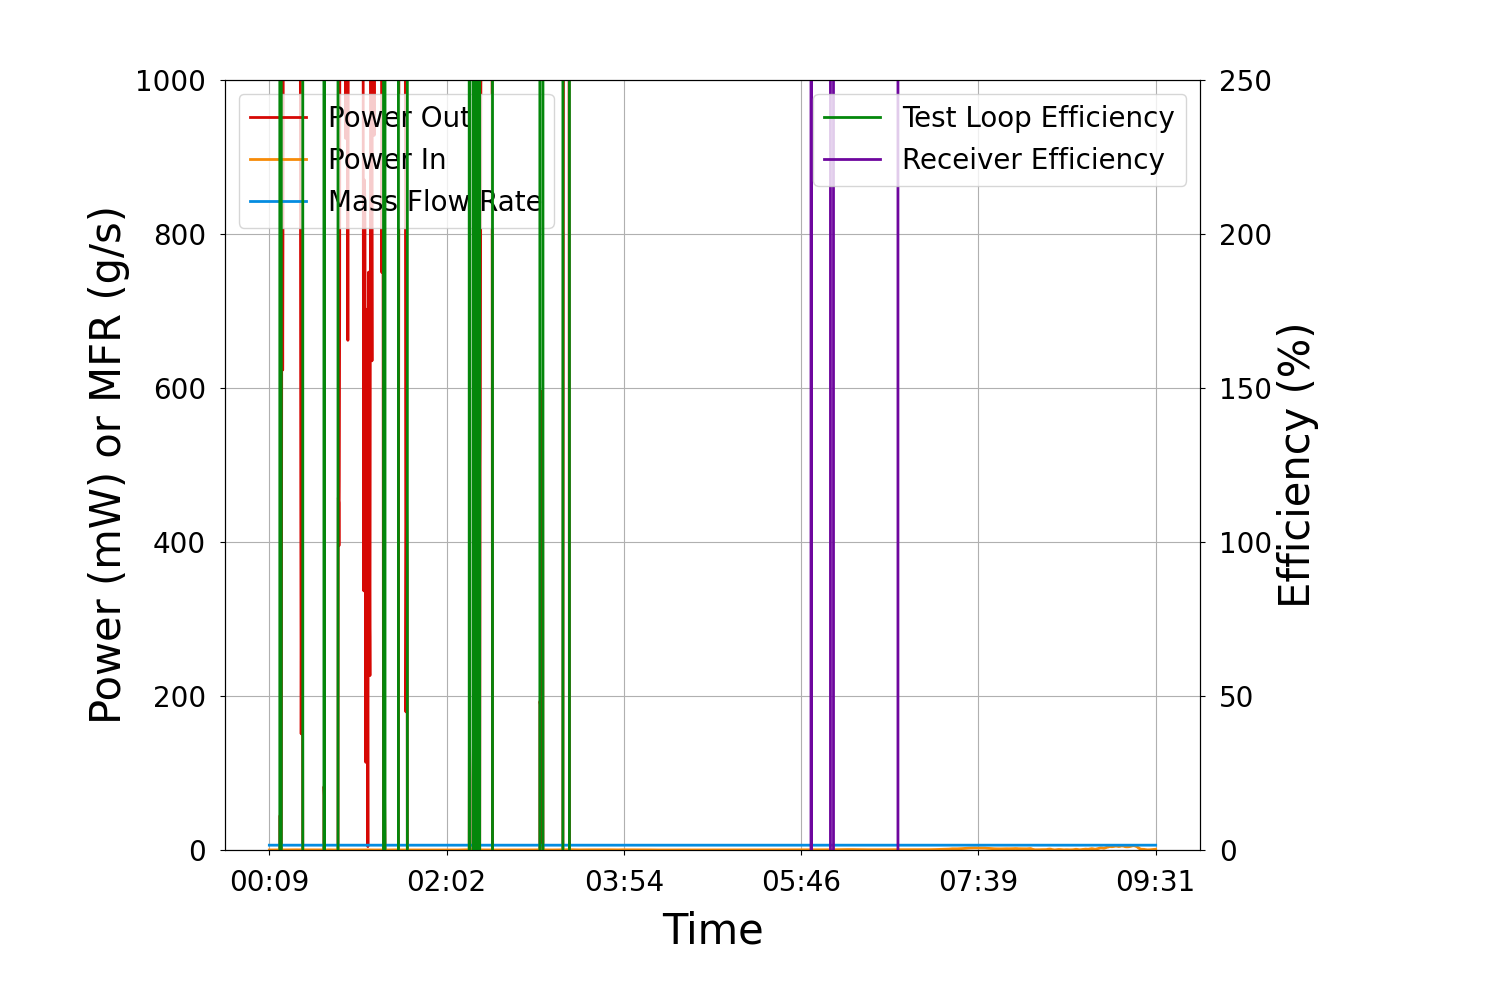 1000
800
600
400
200
0
Power (mW) or MFR (g/s)
Power Out
Power In
Mass Flow Rate
Test Loop Efficiency
Receiver Efficiency
250
200
150
100
50
0
Efficiency (%)
00:09 02:02 03:54 05:46 07:39 09:31
Time